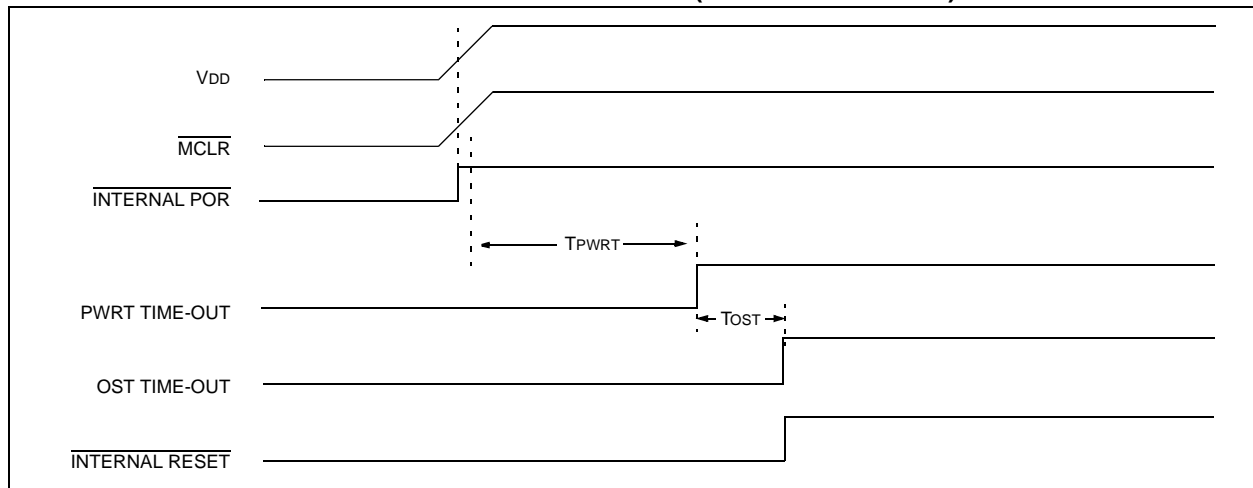 VDD
MCLR
INTERNAL POR
TPWRT
PWRT TIME-OUT
TOST
OST TIME-OUT
INTERNAL RESET